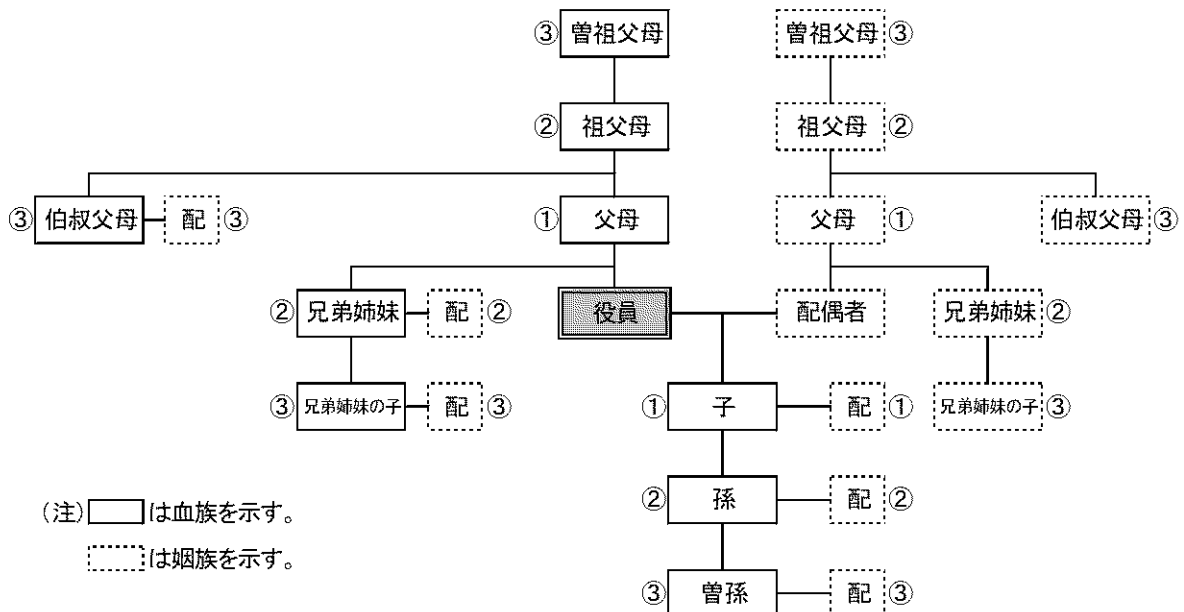 ③ 曽祖父母 曽祖父母 ③
② 祖父母 祖父母 ②
③ 伯叔父母 配 ③ ① 父母 父母 ① 伯叔父母 ③
② 兄弟姉妹 配 ② 役員 配偶者 兄弟姉妹 ②
③ 兄弟姉妹の子 配 ③ ① 子 配 ① 兄弟姉妹の子 ③
② 孫 配 ②
(注) は血族を示す。
は姻族を示す。
③ 曽孫 配 ③